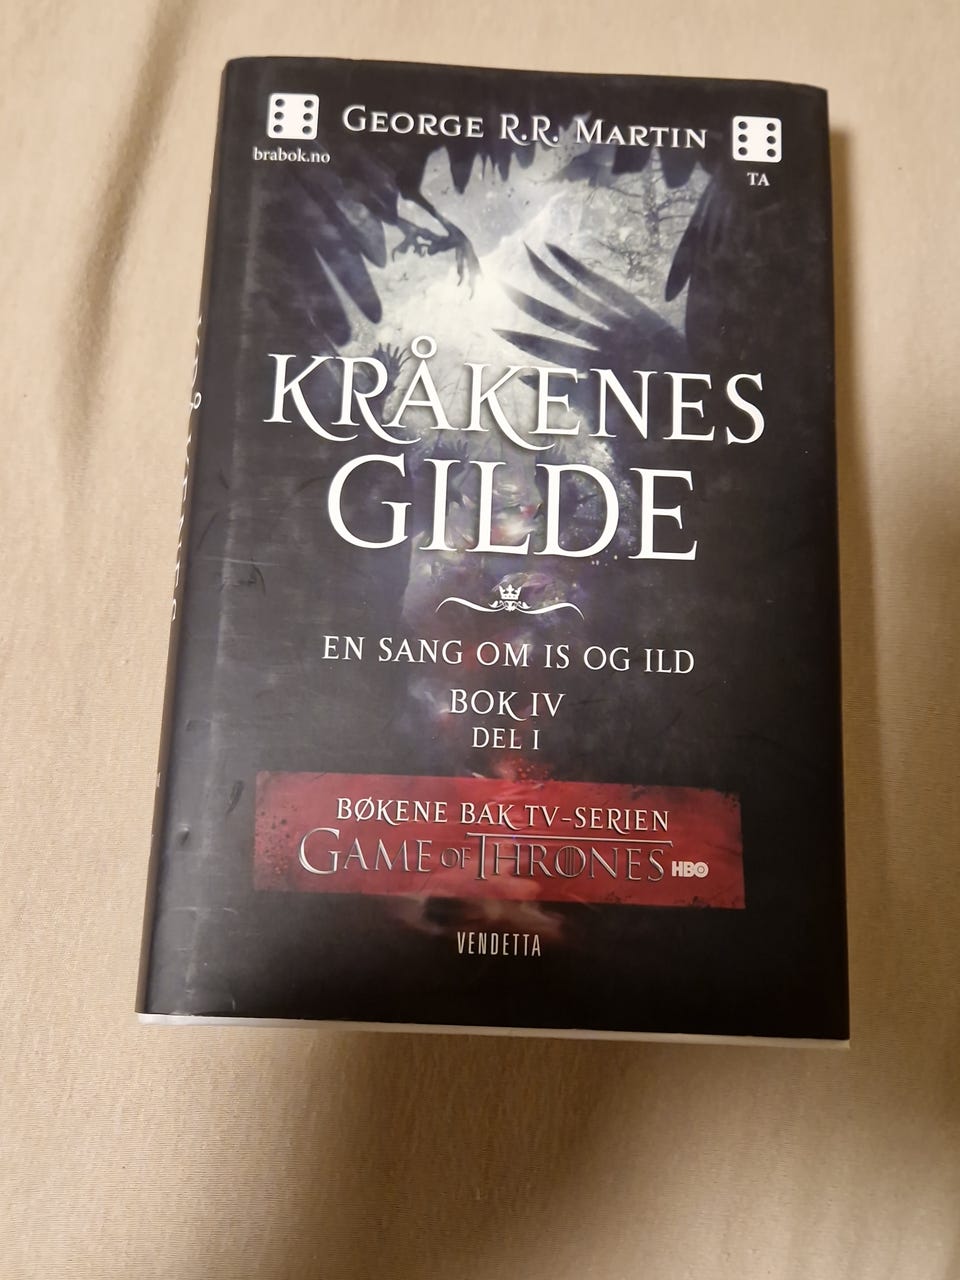 GEORGE R.R. MARTIN
brabok.no
TA
KRÅKENES
GILDE
EN SANG OM IS OG ILD
BOK IV
DEL I
BØKENE BAK TV-SERIEN
GAME OF THRONES HBO
VENDETTA
KRÅKENES